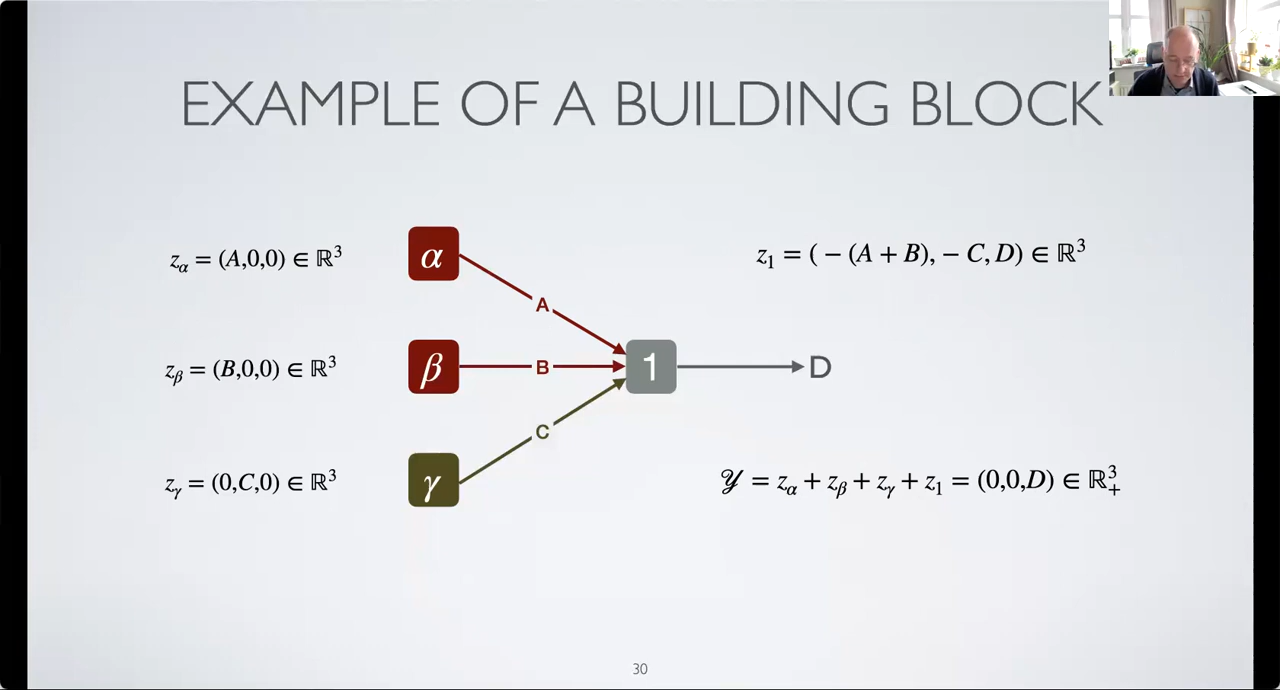 EXAMPLE OF A BUILDING BLOCK
zα = (A,0,0) ∈ ℝ³
α
z₁ = ( − (A + B), − C, D) ∈ ℝ³
A
zβ = (B,0,0) ∈ ℝ³
β
B
1
D
C
zγ = (0,C,0) ∈ ℝ³
γ
𝒴 = zα + zβ + zγ + z₁ = (0,0,D) ∈ ℝ³₊
30